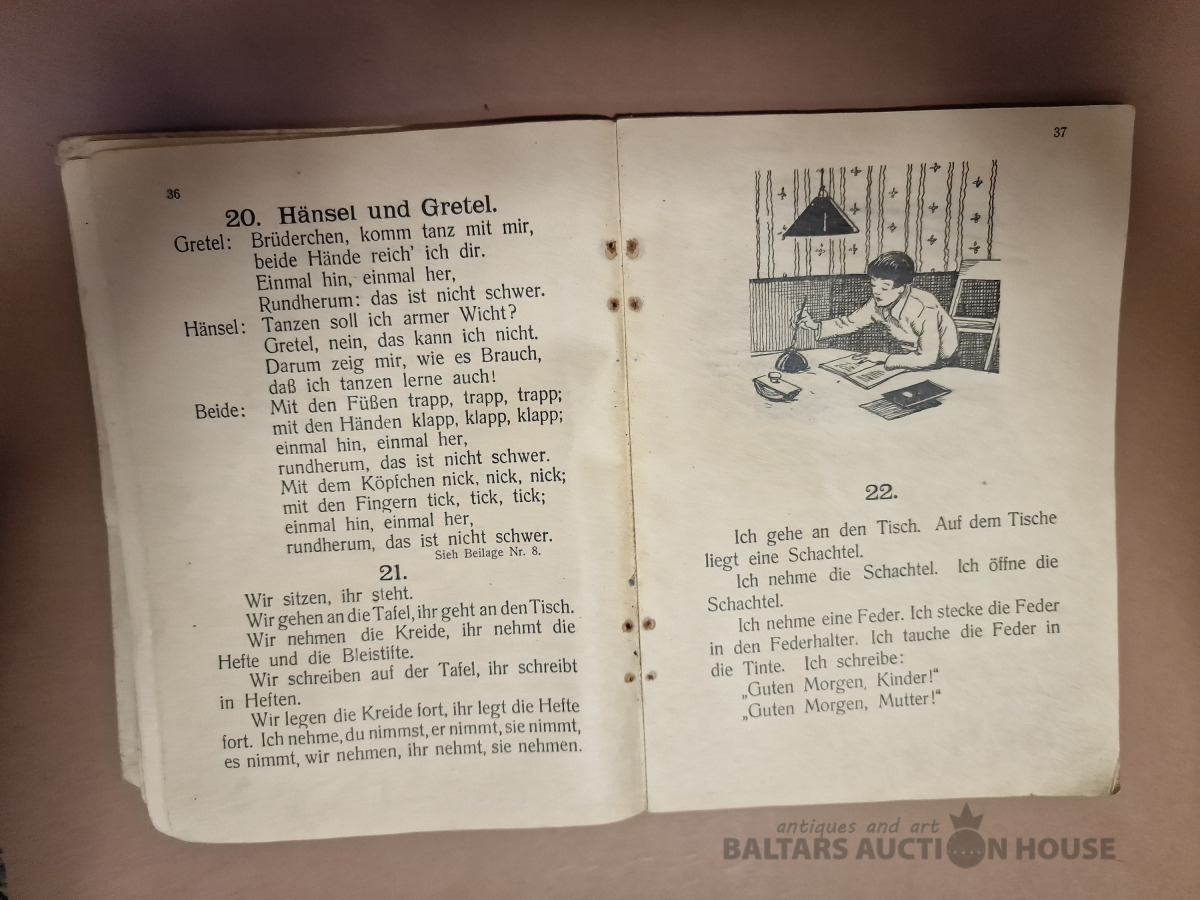 36
20. Hänsel und Gretel.
Gretel: Brüderchen, komm tanz mit mir,
beide Hände reich' ich dir.
Einmal hin, einmal her,
Rundherum: das ist nicht schwer.
Hänsel: Tanzen soll ich armer Wicht?
Gretel, nein, das kann ich nicht.
Darum zeig mir, wie es Brauch,
daß ich tanzen lerne auch!
Beide: Mit den Füßen trapp, trapp, trapp;
mit den Händen klapp, klapp, klapp;
einmal hin, einmal her,
rundherum, das ist nicht schwer.
Mit dem Köpfchen nick, nick, nick;
mit den Fingern tick, tick, tick;
einmal hin, einmal her,
rundherum, das ist nicht schwer.
Sieh Beilage Nr. 8.
21.
Wir sitzen, ihr steht.
Wir gehen an die Tafel, ihr geht an den Tisch.
Wir nehmen die Kreide, ihr nehmt die
Hefte und die Bleistifte.
Wir schreiben auf der Tafel, ihr schreibt
in Heften.
Wir legen die Kreide fort, ihr legt die Hefte
fort. Ich nehme, du nimmst, er nimmt, sie nimmt,
es nimmt, wir nehmen, ihr nehmt, sie nehmen.
37
22.
Ich gehe an den Tisch. Auf dem Tische
liegt eine Schachtel.
Ich nehme die Schachtel. Ich öffne die
Schachtel.
Ich nehme eine Feder. Ich stecke die Feder
in den Federhalter. Ich tauche die Feder in
die Tinte. Ich schreibe:
„Guten Morgen, Kinder!“
„Guten Morgen, Mutter!“
antiques and art
BALTARS AUCTION HOUSE